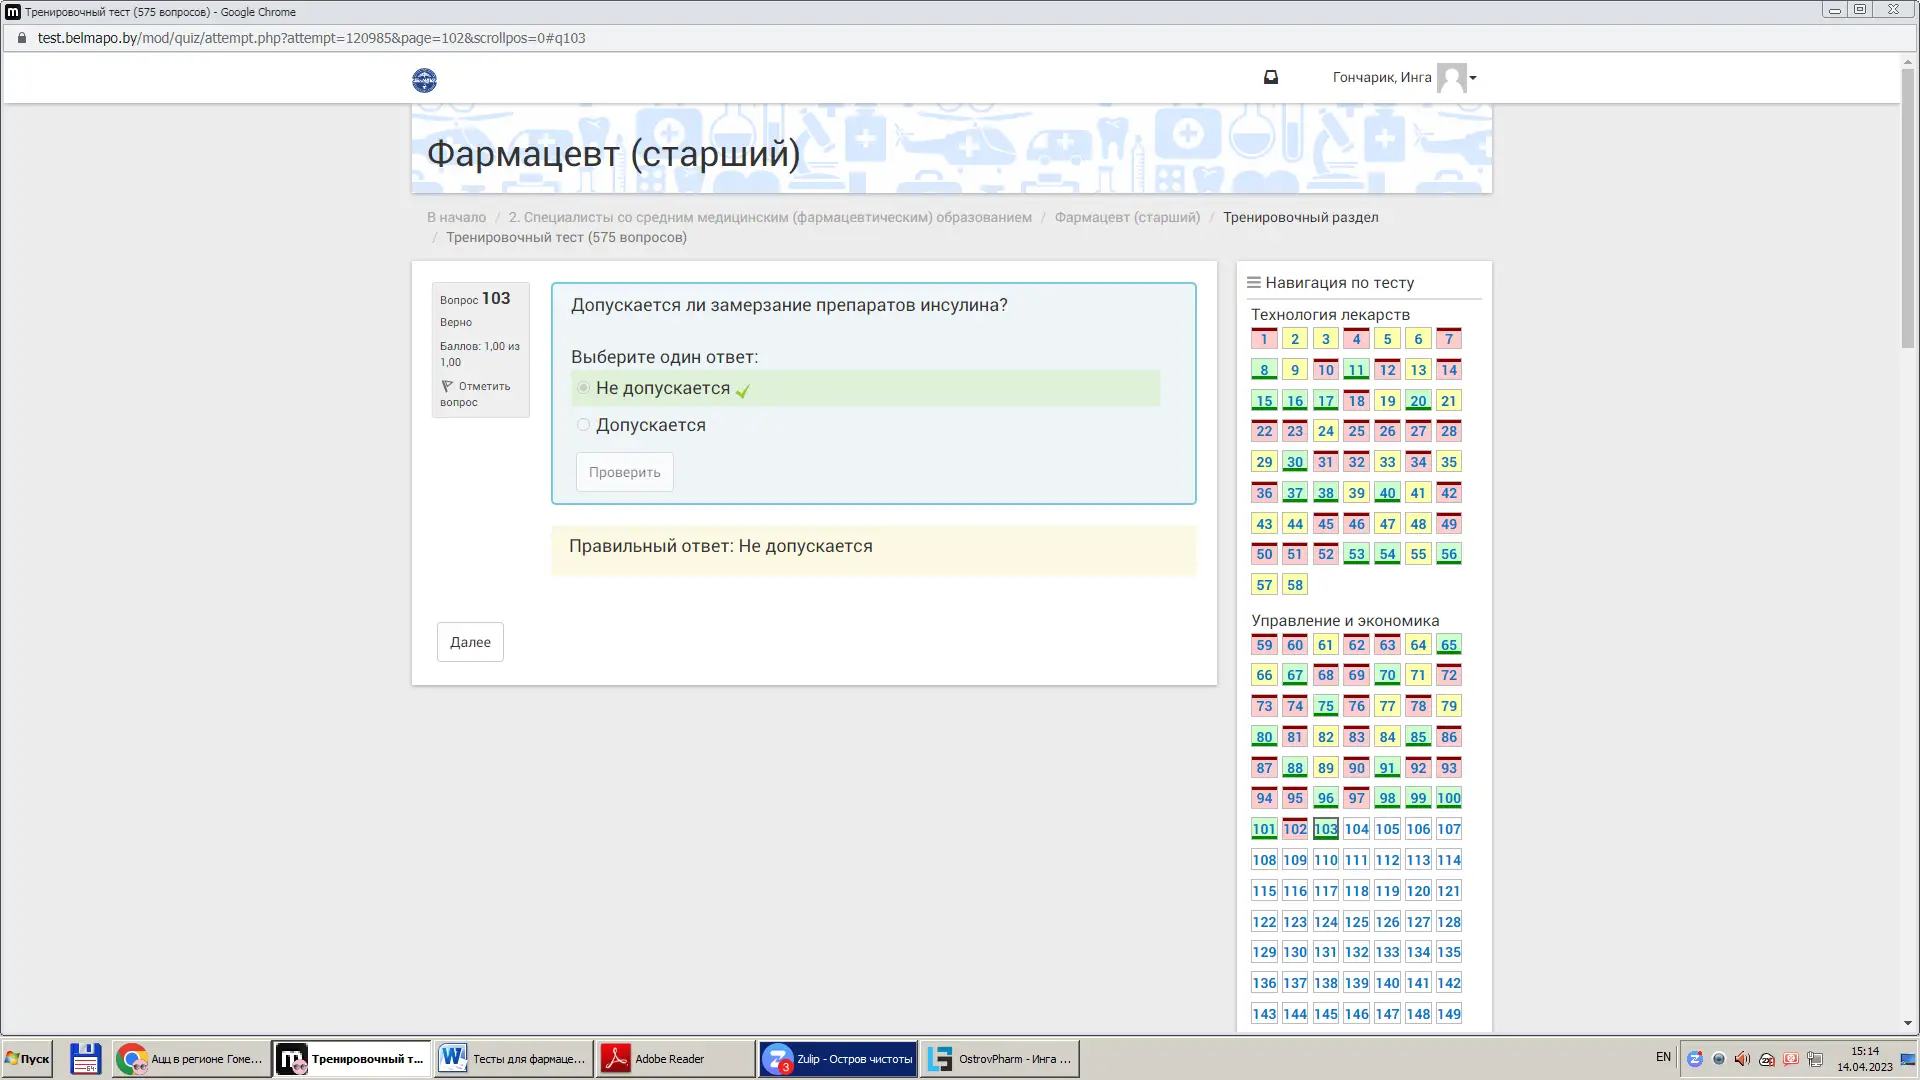 Тренировочный тест (575 вопросов) - Google Chrome
test.belmapo.by/mod/quiz/attempt.php?attempt=120985&page=102&scrollpos=0#q103
Гончарик, Инга
Фармацевт (старший)
В начало / 2. Специалисты со средним медицинским (фармацевтическим) образованием / Фармацевт (старший) / Тренировочный раздел
/ Тренировочный тест (575 вопросов)
Вопрос 103
Верно
Баллов: 1,00 из
1,00
Отметить
вопрос
Допускается ли замерзание препаратов инсулина?
Выберите один ответ:
Не допускается
Допускается
Проверить
Правильный ответ: Не допускается
Далее
Навигация по тесту
Технология лекарств
1 2 3 4 5 6 7
8 9 10 11 12 13 14
15 16 17 18 19 20 21
22 23 24 25 26 27 28
29 30 31 32 33 34 35
36 37 38 39 40 41 42
43 44 45 46 47 48 49
50 51 52 53 54 55 56
57 58
Управление и экономика
59 60 61 62 63 64 65
66 67 68 69 70 71 72
73 74 75 76 77 78 79
80 81 82 83 84 85 86
87 88 89 90 91 92 93
94 95 96 97 98 99 100
101 102 103 104 105 106 107
108 109 110 111 112 113 114
115 116 117 118 119 120 121
122 123 124 125 126 127 128
129 130 131 132 133 134 135
136 137 138 139 140 141 142
143 144 145 146 147 148 149
Пуск
Ацц в регионе Гоме...
Тренировочный т...
Тесты для фармаце...
Adobe Reader
3
Zulip - Остров чистоты
OstrovPharm - Инга ...
EN
15:14
14.04.2023